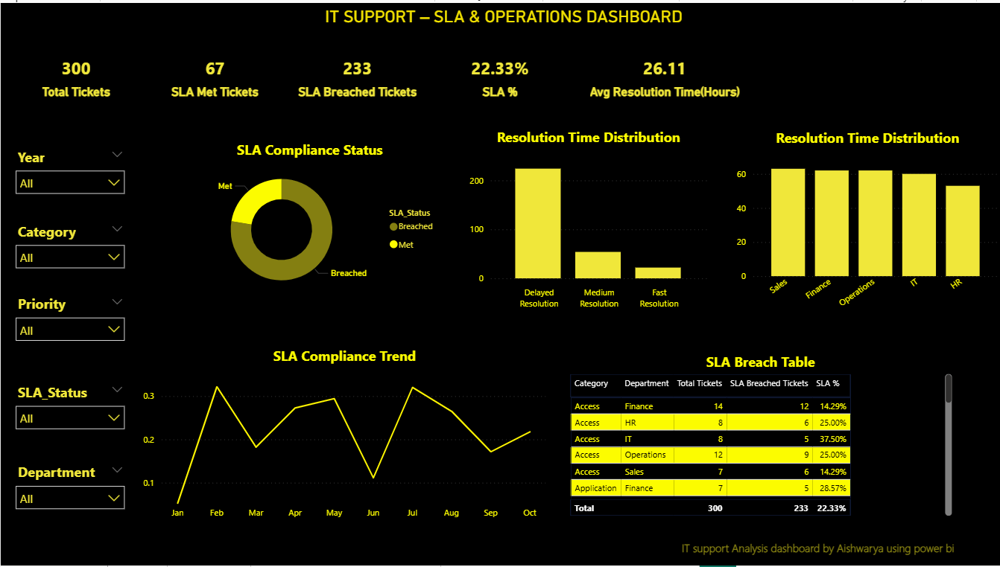 IT SUPPORT – SLA & OPERATIONS DASHBOARD
300
Total Tickets
67
SLA Met Tickets
233
SLA Breached Tickets
22.33%
SLA %
26.11
Avg Resolution Time(Hours)
Year
All
Category
All
Priority
All
SLA_Status
All
Department
All
SLA Compliance Status
Met
Breached
SLA_Status
Breached
Met
Resolution Time Distribution
200
100
0
Delayed
Resolution
Medium
Resolution
Fast
Resolution
Resolution Time Distribution
60
40
20
0
Sales
Finance
Operations
IT
HR
SLA Compliance Trend
0.3
0.2
0.1
Jan Feb Mar Apr May Jun Jul Aug Sep Oct
SLA Breach Table
Category Department Total Tickets SLA Breached Tickets SLA %
Access Finance 14 12 14.29%
Access HR 8 6 25.00%
Access IT 8 5 37.50%
Access Operations 12 9 25.00%
Access Sales 7 6 14.29%
Application Finance 7 5 28.57%
Total 300 233 22.33%
IT support Analysis dashboard by Aishwarya using power bi